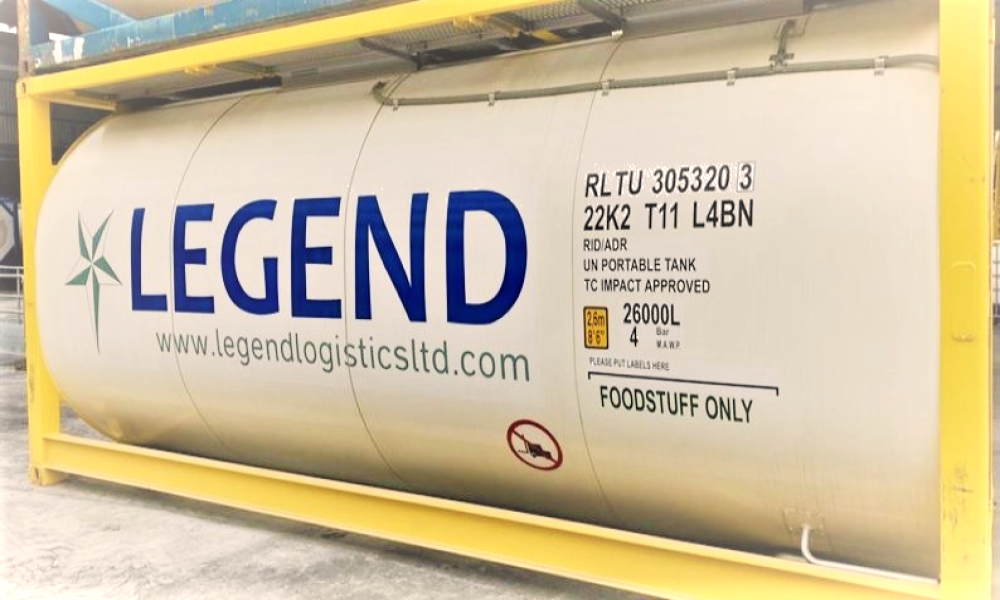 LEGEND
www.legendlogisticsltd.com
RLTU 305320 3
22K2 T11 L4BN
RID/ADR
UN PORTABLE TANK
TC IMPACT APPROVED
2,6m
8'6"
26000L
4 Bar
M.A.W.P.
PLEASE PUT LABELS HERE
FOODSTUFF ONLY